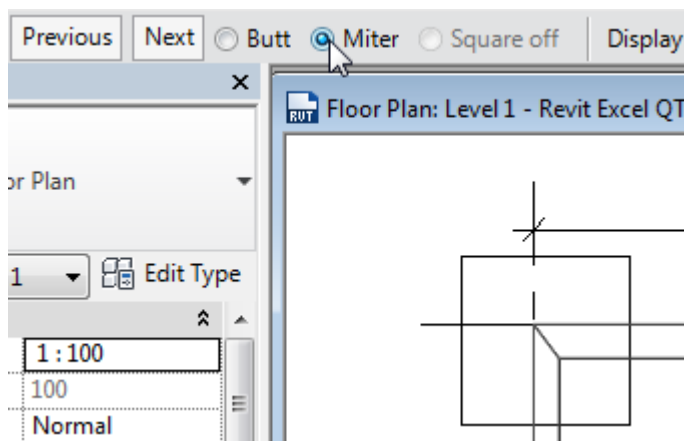 Previous Next Butt Miter Square off Display
Floor Plan: Level 1 - Revit Excel QT
RVT
or Plan
1 Edit Type
1 : 100
100
Normal